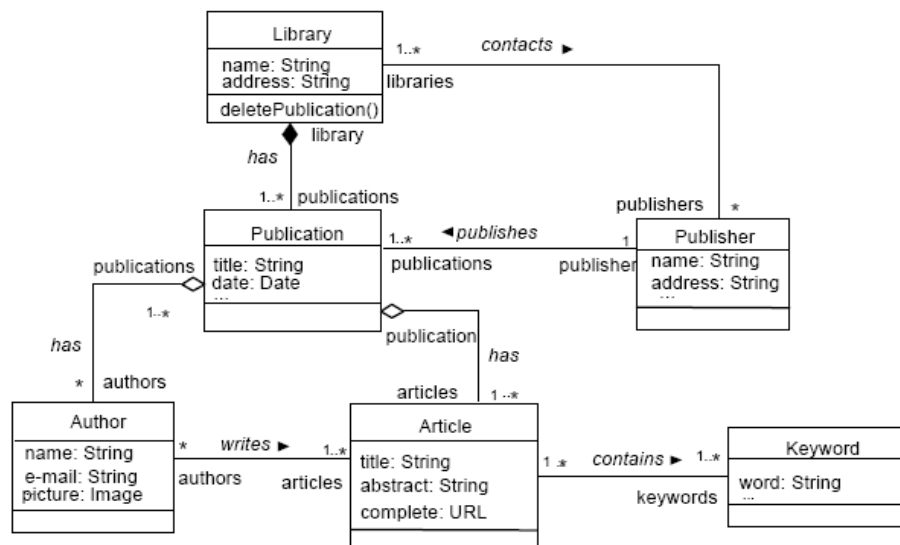 Library
name: String
address: String
deletePublication()
1..*
contacts ►
libraries
library
has
1..*
publications
publishers
*
Publication
title: String
date: Date
...
1..*
◄publishes
1
publications
publisher
Publisher
name: String
address: String
...
publications
1..*
has
*
authors
publication
has
articles
1..*
Author
name: String
e-mail: String
picture: Image
*
writes ►
1..*
authors
articles
Article
title: String
abstract: String
complete: URL
1.*
contains ►
1..*
keywords
Keyword
word: String
...